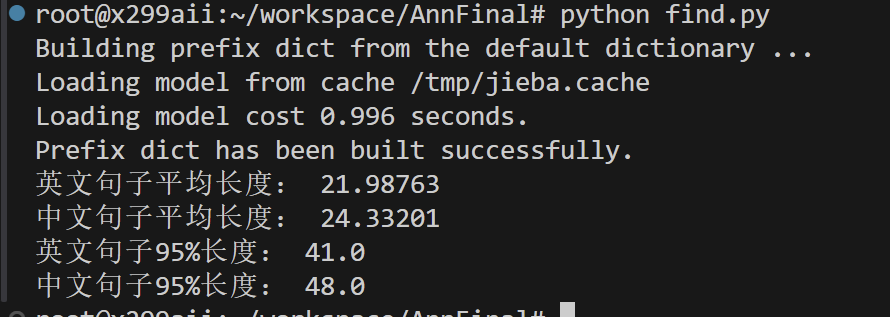 root@x299aii:~/workspace/AnnFinal# python find.py
Building prefix dict from the default dictionary ...
Loading model from cache /tmp/jieba.cache
Loading model cost 0.996 seconds.
Prefix dict has been built successfully.
英文句子平均长度： 21.98763
中文句子平均长度： 24.33201
英文句子95%长度： 41.0
中文句子95%长度： 48.0
root@x299aii:~/workspace/AnnFinal#